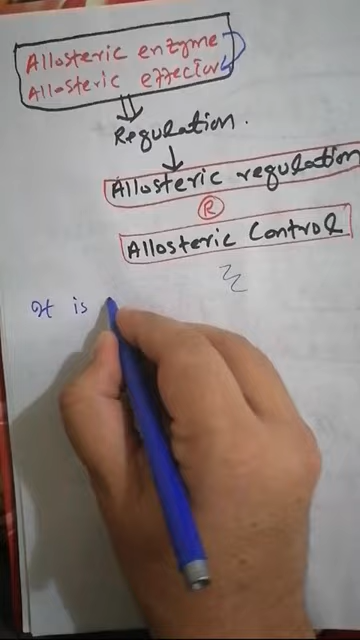 Allosteric enzyme
Allosteric effector
Regulation.
Allosteric regulation
R
Allosteric Control
It is